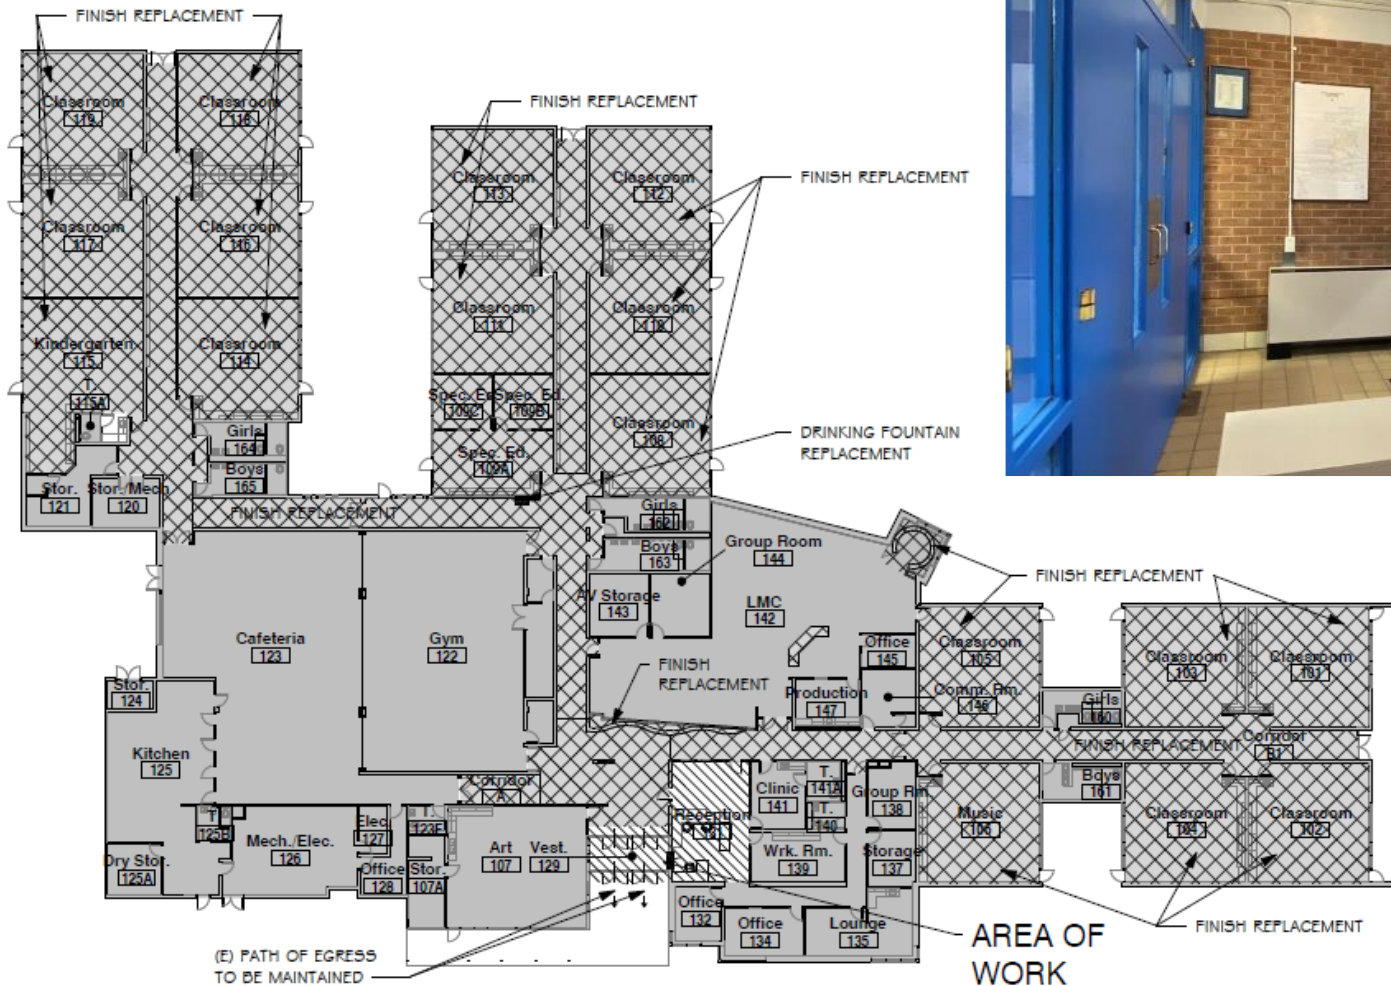 FINISH REPLACEMENT
Classroom
119
Classroom
118
FINISH REPLACEMENT
Classroom
113
Classroom
112
FINISH REPLACEMENT
Classroom
117
Classroom
116
Classroom
111
Classroom
110
Kindergarten
115
Classroom
114
T.
115A
Spec. Ed.
109C
Spec. Ed.
109B
Classroom
108
Girls
164
Spec. Ed.
109A
DRINKING FOUNTAIN
REPLACEMENT
Boys
165
Stor.
121
Stor./Mech
120
FINISH REPLACEMENT
Girls
162
Boys
163
Group Room
144
FINISH REPLACEMENT
AV Storage
143
LMC
142
Cafeteria
123
Gym
122
Office
145
Classroom
105
Classroom
103
Classroom
101
FINISH
REPLACEMENT
Stor.
124
Production
147
Comm. Rm.
146
Girls
160
Kitchen
125
FINISH REPLACEMENT
Corridor
B1
Corridor
A
Clinic
141
T.
141A
Group Rm
138
Boys
161
T.
125B
Elec.
127
T.
Reception
T.
140
Music
106
Classroom
104
Classroom
102
Mech./Elec.
126
Art
107
Vest.
129
Wrk. Rm.
139
Storage
137
Dry Stor.
125A
Office
128
Stor.
107A
Office
132
Office
134
Lounge
135
FINISH REPLACEMENT
(E) PATH OF EGRESS
TO BE MAINTAINED
AREA OF
WORK